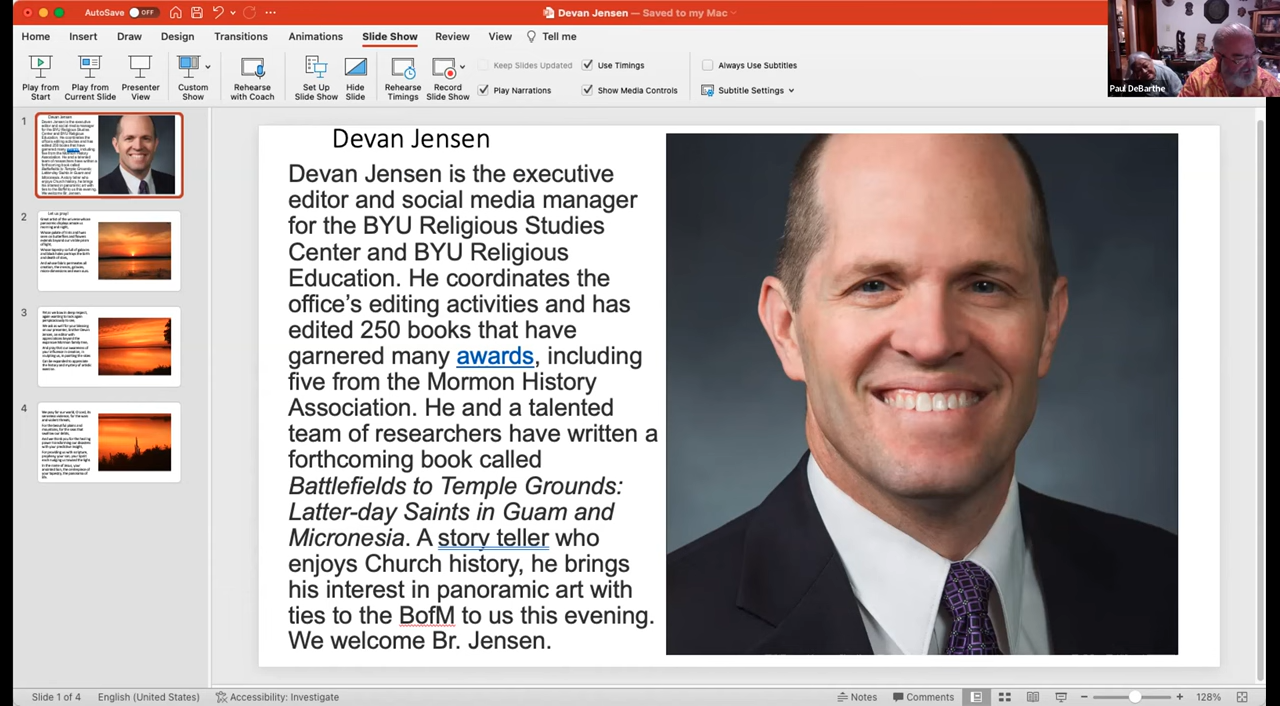 AutoSave OFF
Devan Jensen — Saved to my Mac
Home Insert Draw Design Transitions Animations Slide Show Review View Tell me
Play from Start
Play from Current Slide
Presenter View
Custom Show
Rehearse with Coach
Set Up Slide Show
Hide Slide
Rehearse Timings
Record Slide Show
Keep Slides Updated
Use Timings
Play Narrations
Show Media Controls
Always Use Subtitles
Subtitle Settings
Paul DeBarthe
1
2
3
4
Devan Jensen
Devan Jensen is the executive
editor and social media manager
for the BYU Religious Studies
Center and BYU Religious
Education. He coordinates the
office’s editing activities and has
edited 250 books that have
garnered many awards, including
five from the Mormon History
Association. He and a talented
team of researchers have written a
forthcoming book called
Battlefields to Temple Grounds:
Latter-day Saints in Guam and
Micronesia. A story teller who
enjoys Church history, he brings
his interest in panoramic art with
ties to the BofM to us this evening.
We welcome Br. Jensen.
Slide 1 of 4 English (United States) Accessibility: Investigate
Notes Comments 128%